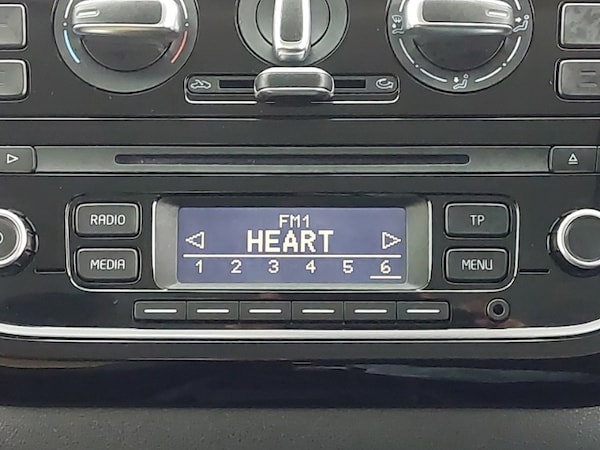 RADIO
MEDIA
FM1
HEART
1 2 3 4 5 6
TP
MENU